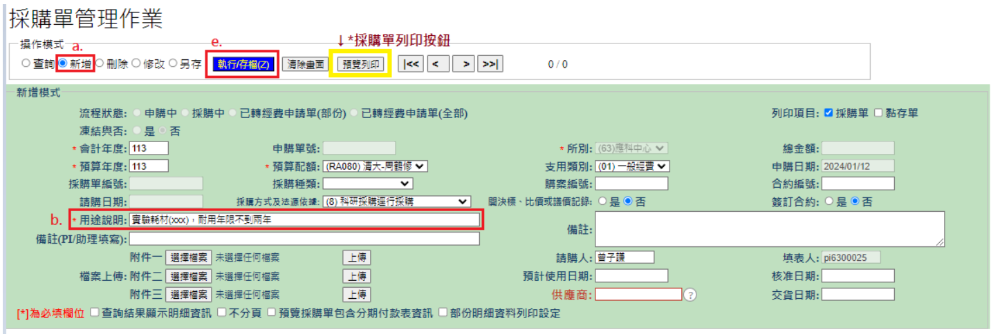 採購單管理作業
操作模式 a. e. ↓*採購單列印按鈕
查詢 新增 刪除 修改 另存 執行/存檔(Z) 清除畫面 預覽列印 |<< < > >>| 0 / 0
新增模式
流程狀態: 申購中 採購中 已轉經費申請單(部份) 已轉經費申請單(全部) 列印項目: 採購單 黏存單
凍結與否: 是 否
* 會計年度: 113 申購單號: * 所別: (63)應科中心 總金額:
* 預算年度: 113 * 預算配額: (RA080) 清大-周鶴修 支用類別: (01) 一般經費 申購日期: 2024/01/12
採購單編號: 採購種類: 購案編號: 合約編號:
請購日期: 採購方式及法源依據: (8) 科研採購逕行採購 開決標、比價或議價記錄: 是 否 簽訂合約: 是 否
b. * 用途說明: 實驗耗材(xxx)，耐用年限不到兩年 備註:
備註(PI/助理填寫):
附件一 選擇檔案 未選擇任何檔案 上傳 請購人: 曾子謙 填表人: pi6300025
檔案上傳: 附件二 選擇檔案 未選擇任何檔案 上傳 預計使用日期: 核准日期:
附件三 選擇檔案 未選擇任何檔案 上傳 供應商: ? 交貨日期:
[*]為必填欄位 查詢結果顯示明細資訊 不分頁 預覽採購單包含分期付款表資訊 部份明細資料列印設定